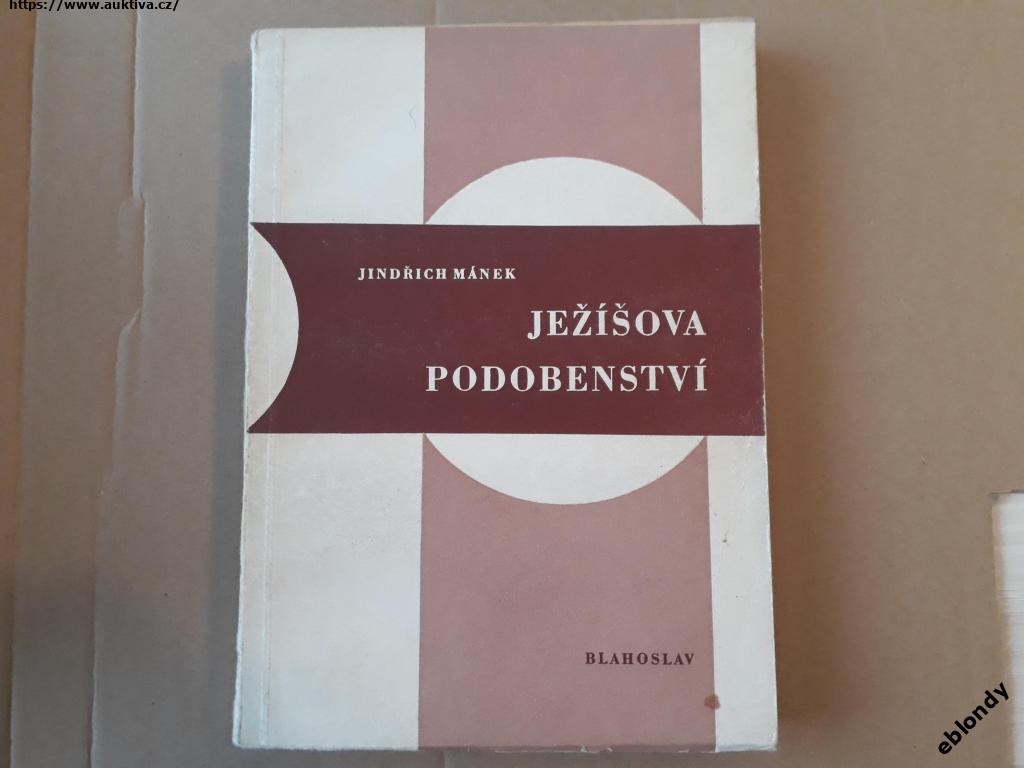 https://www.auktiva.cz/
JINDŘICH MÁNEK
JEŽÍŠOVA
PODOBENSTVÍ
BLAHOSLAV
eblondy